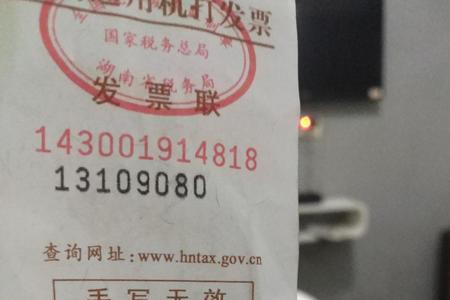 用机打发票
国家税务总局
湖南省税务局
发票联
143001914818
13109080
查询网址:www.hntax.gov.cn
手写无效